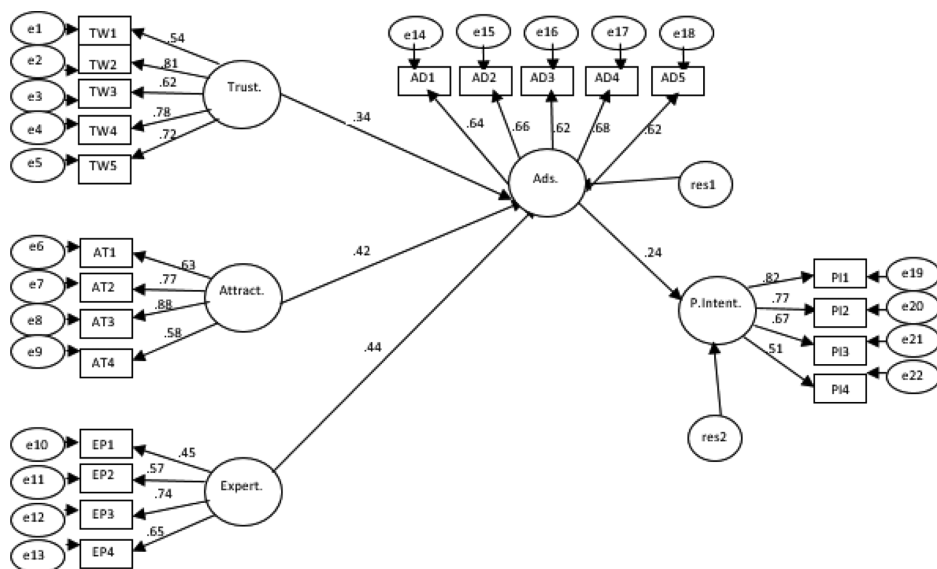 e1
TW1
.54
e2
TW2
.81
e3
TW3
.62
Trust.
e4
TW4
.78
e5
TW5
.72
.34
e14
e15
e16
e17
e18
AD1
AD2
AD3
AD4
AD5
.64
.66
.62
.68
.62
Ads.
res1
e6
AT1
.63
e7
AT2
.77
Attract.
e8
AT3
.88
e9
AT4
.58
.42
.24
P.Intent.
.82
PI1
e19
.77
PI2
e20
.67
PI3
e21
.51
PI4
e22
res2
.44
e10
EP1
.45
e11
EP2
.57
Expert.
e12
EP3
.74
e13
EP4
.65